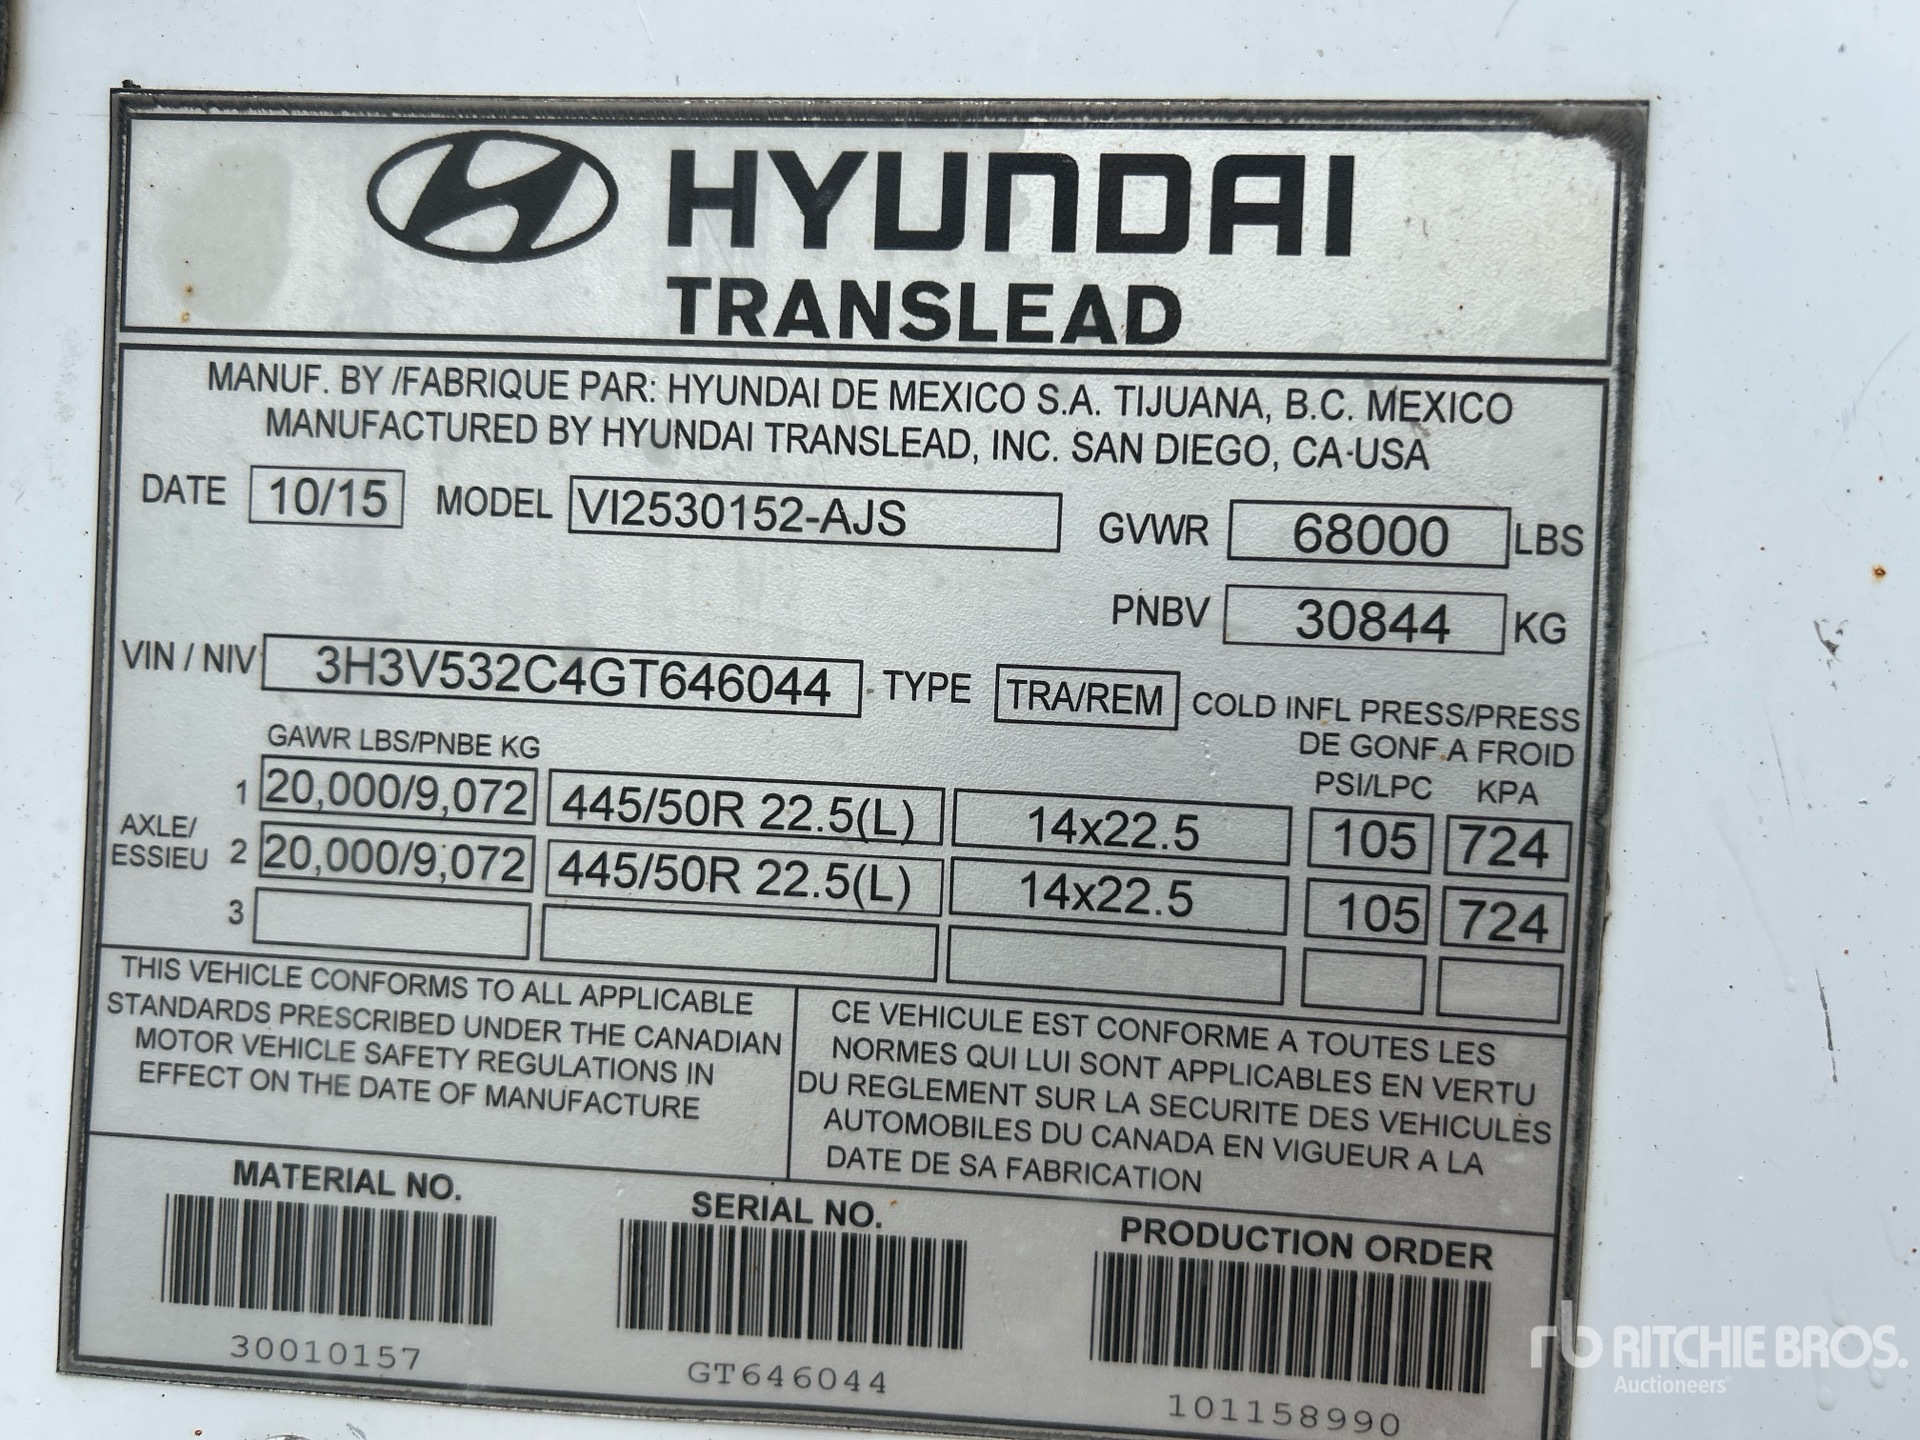 HYUNDAI
TRANSLEAD
MANUF. BY /FABRIQUE PAR: HYUNDAI DE MEXICO S.A. TIJUANA, B.C. MEXICO
MANUFACTURED BY HYUNDAI TRANSLEAD, INC. SAN DIEGO, CA-USA
DATE 10/15 MODEL VI2530152-AJS GVWR 68000 LBS
PNBV 30844 KG
VIN / NIV 3H3V532C4GT646044 TYPE TRA/REM COLD INFL PRESS/PRESS
DE GONF.A FROID
GAWR LBS/PNBE KG PSI/LPC KPA
1 20,000/9,072 445/50R 22.5(L) 14x22.5 105 724
AXLE/
ESSIEU 2 20,000/9,072 445/50R 22.5(L) 14x22.5 105 724
3
THIS VEHICLE CONFORMS TO ALL APPLICABLE
STANDARDS PRESCRIBED UNDER THE CANADIAN
MOTOR VEHICLE SAFETY REGULATIONS IN
EFFECT ON THE DATE OF MANUFACTURE
CE VEHICULE EST CONFORME A TOUTES LES
NORMES QUI LUI SONT APPLICABLES EN VERTU
DU REGLEMENT SUR LA SECURITE DES VEHICULES
AUTOMOBILES DU CANADA EN VIGUEUR A LA
DATE DE SA FABRICATION
MATERIAL NO.
30010157
SERIAL NO.
GT646044
PRODUCTION ORDER
101158990
RITCHIE BROS.
Auctioneers